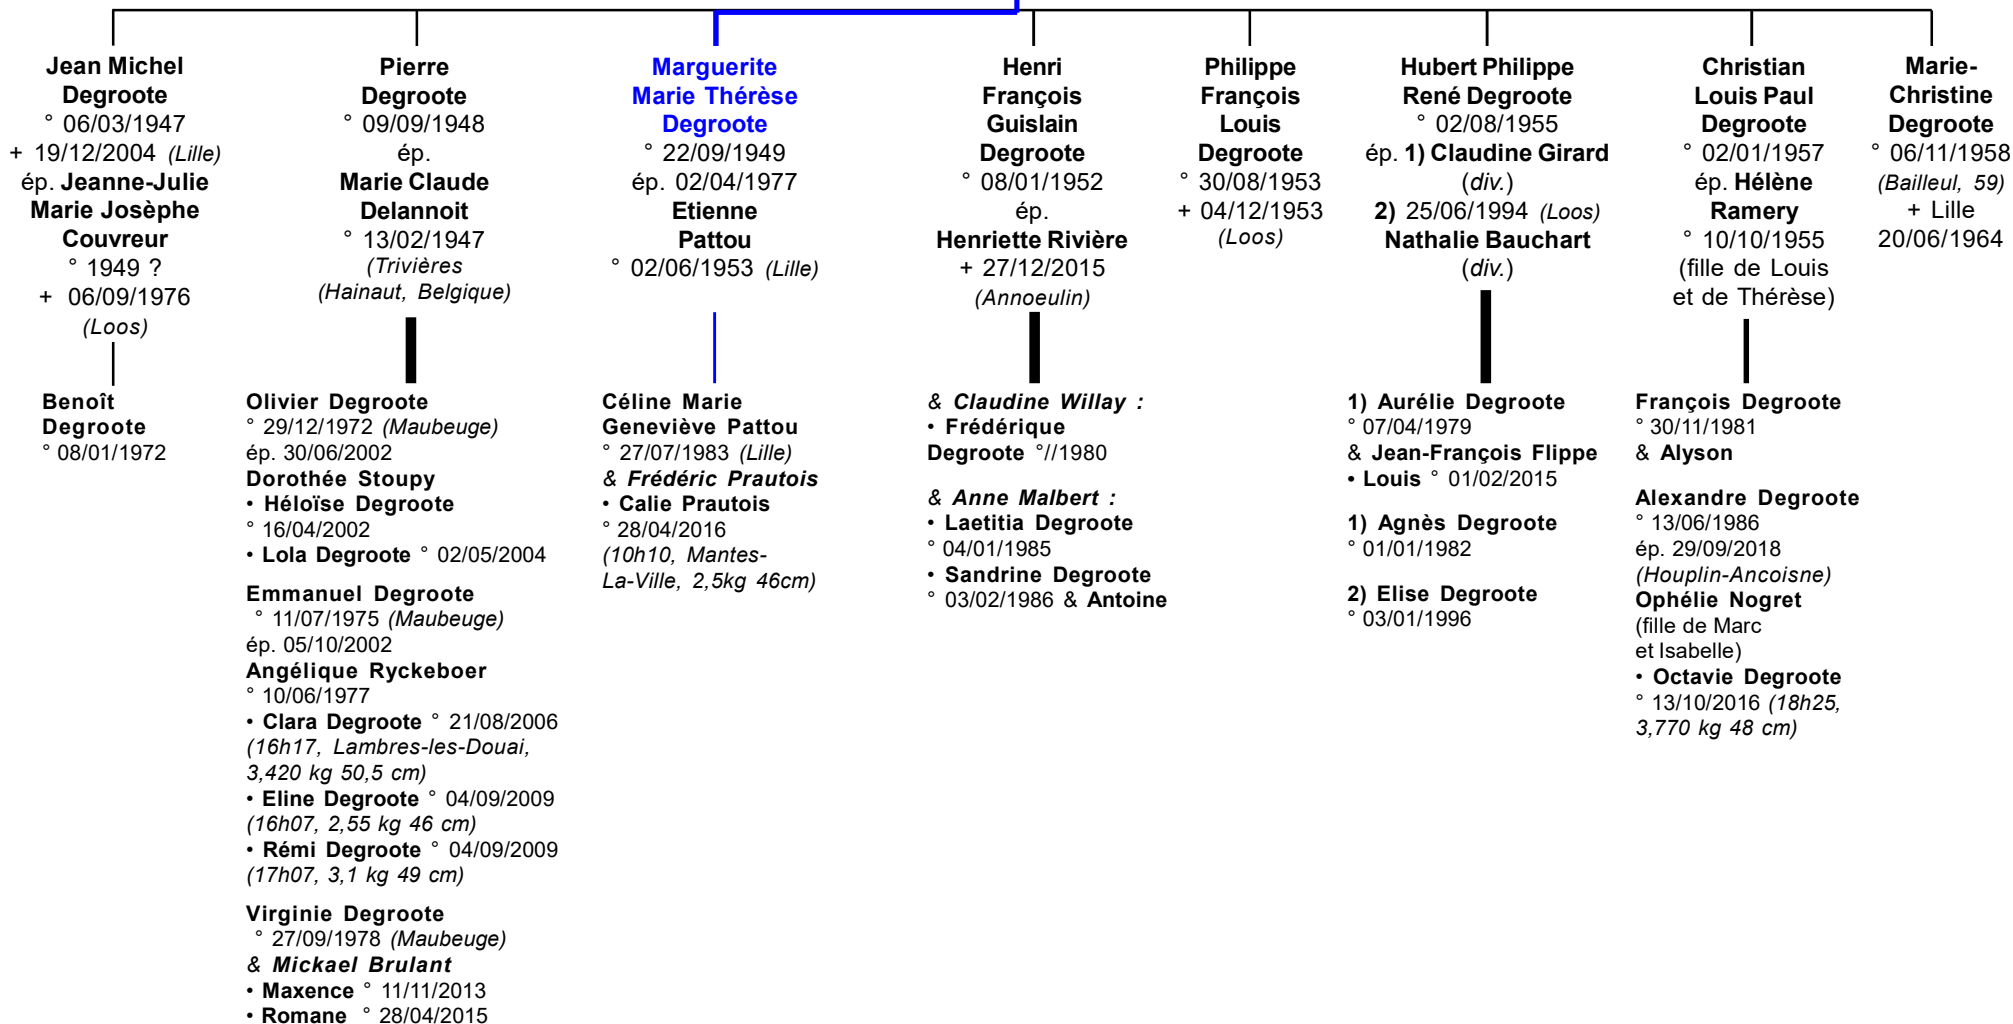 Jean Michel
Degroote
° 06/03/1947
+ 19/12/2004 (Lille)
ép. Jeanne-Julie
Marie Josèphe
Couvreur
° 1949 ?
+ 06/09/1976
(Loos)
Benoît
Degroote
° 08/01/1972
Pierre
Degroote
° 09/09/1948
ép.
Marie Claude
Delannoit
° 13/02/1947
(Trivières
(Hainaut, Belgique)
Olivier Degroote
° 29/12/1972 (Maubeuge)
ép. 30/06/2002
Dorothée Stoupy
• Héloïse Degroote
° 16/04/2002
• Lola Degroote ° 02/05/2004
Emmanuel Degroote
° 11/07/1975 (Maubeuge)
ép. 05/10/2002
Angélique Ryckeboer
° 10/06/1977
• Clara Degroote ° 21/08/2006
(16h17, Lambres-les-Douai,
3,420 kg 50,5 cm)
• Eline Degroote ° 04/09/2009
(16h07, 2,55 kg 46 cm)
• Rémi Degroote ° 04/09/2009
(17h07, 3,1 kg 49 cm)
Virginie Degroote
° 27/09/1978 (Maubeuge)
& Mickael Brulant
• Maxence ° 11/11/2013
• Romane ° 28/04/2015
Marguerite
Marie Thérèse
Degroote
° 22/09/1949
ép. 02/04/1977
Etienne
Pattou
° 02/06/1953 (Lille)
Céline Marie
Geneviève Pattou
° 27/07/1983 (Lille)
& Frédéric Prautois
• Calie Prautois
° 28/04/2016
(10h10, Mantes-
La-Ville, 2,5kg 46cm)
Henri
François
Guislain
Degroote
° 08/01/1952
ép.
Henriette Rivière
+ 27/12/2015
(Annoeulin)
& Claudine Willay :
• Frédérique
Degroote °//1980
& Anne Malbert :
• Laetitia Degroote
° 04/01/1985
• Sandrine Degroote
° 03/02/1986 & Antoine
Philippe
François
Louis
Degroote
° 30/08/1953
+ 04/12/1953
(Loos)
Hubert Philippe
René Degroote
° 02/08/1955
ép. 1) Claudine Girard
(div.)
2) 25/06/1994 (Loos)
Nathalie Bauchart
(div.)
1) Aurélie Degroote
° 07/04/1979
& Jean-François Flippe
• Louis ° 01/02/2015
1) Agnès Degroote
° 01/01/1982
2) Elise Degroote
° 03/01/1996
Christian
Louis Paul
Degroote
° 02/01/1957
ép. Hélène
Ramery
° 10/10/1955
(fille de Louis
et de Thérèse)
François Degroote
° 30/11/1981
& Alyson
Alexandre Degroote
° 13/06/1986
ép. 29/09/2018
(Houplin-Ancoisne)
Ophélie Nogret
(fille de Marc
et Isabelle)
• Octavie Degroote
° 13/10/2016 (18h25,
3,770 kg 48 cm)
Marie-
Christine
Degroote
° 06/11/1958
(Bailleul, 59)
+ Lille
20/06/1964